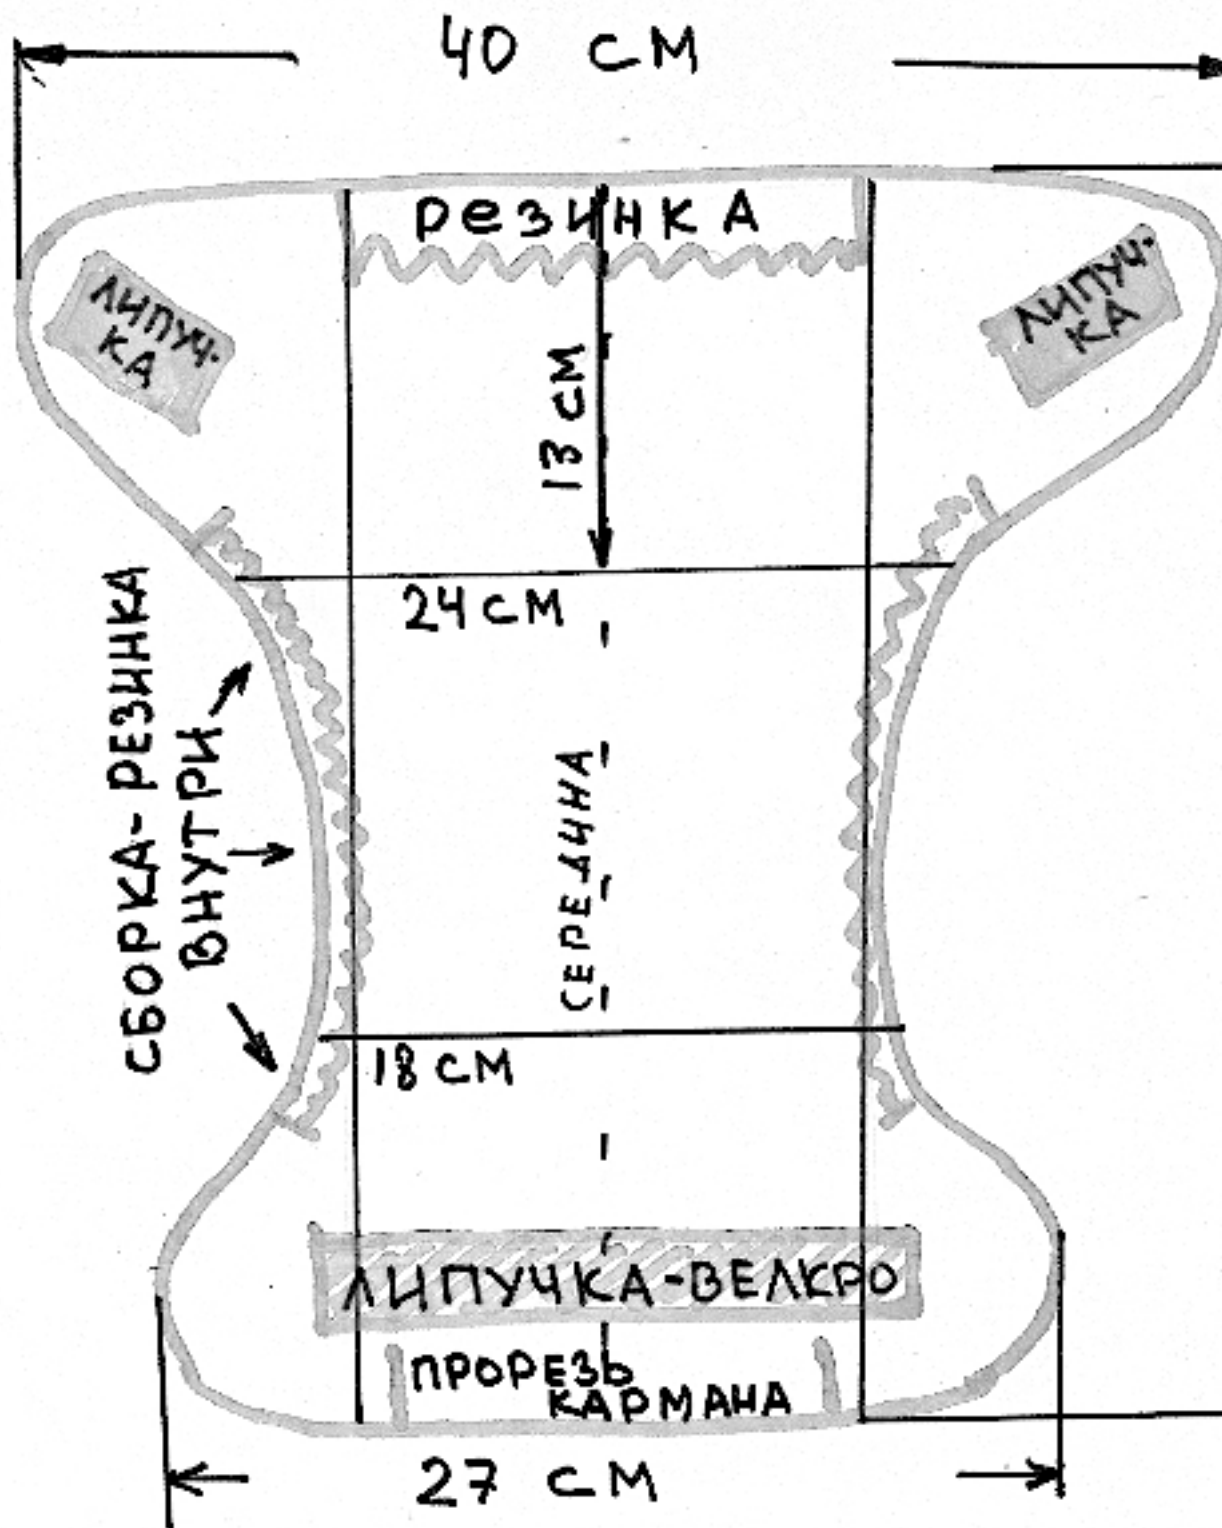 40 СМ
РеЗИНКА
ЛИПУЧ-
КА
ЛИПУЧ-
КА
13 СМ
24 СМ
СБОРКА-РЕЗИНКА
ВНУТРИ
СЕРЕДИНА
18 СМ
ЛИПУЧКА-ВЕЛКРО
ПРОРЕЗЬ
КАРМАНА
27 СМ